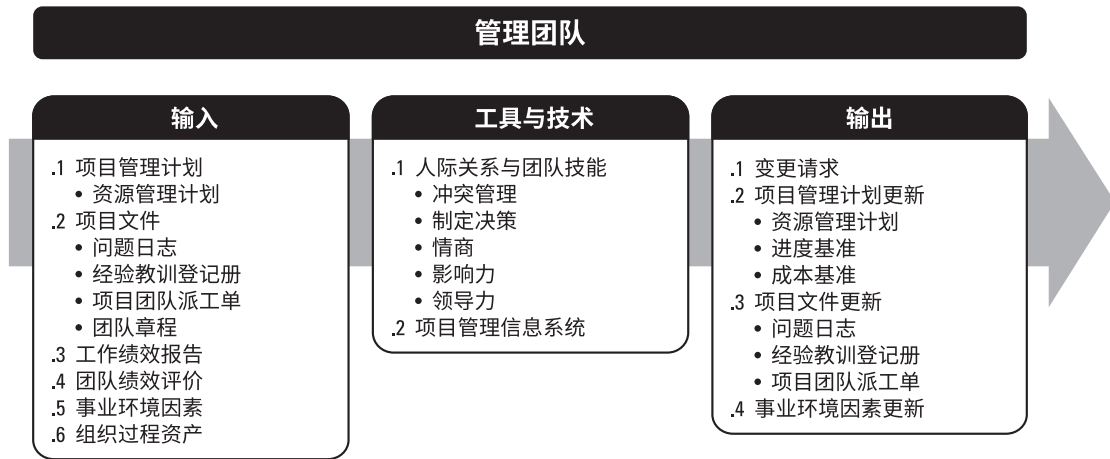 管理团队
输入
.1 项目管理计划
• 资源管理计划
.2 项目文件
• 问题日志
• 经验教训登记册
• 项目团队派工单
• 团队章程
.3 工作绩效报告
.4 团队绩效评价
.5 事业环境因素
.6 组织过程资产
工具与技术
.1 人际关系与团队技能
• 冲突管理
• 制定决策
• 情商
• 影响力
• 领导力
.2 项目管理信息系统
输出
.1 变更请求
.2 项目管理计划更新
• 资源管理计划
• 进度基准
• 成本基准
.3 项目文件更新
• 问题日志
• 经验教训登记册
• 项目团队派工单
.4 事业环境因素更新